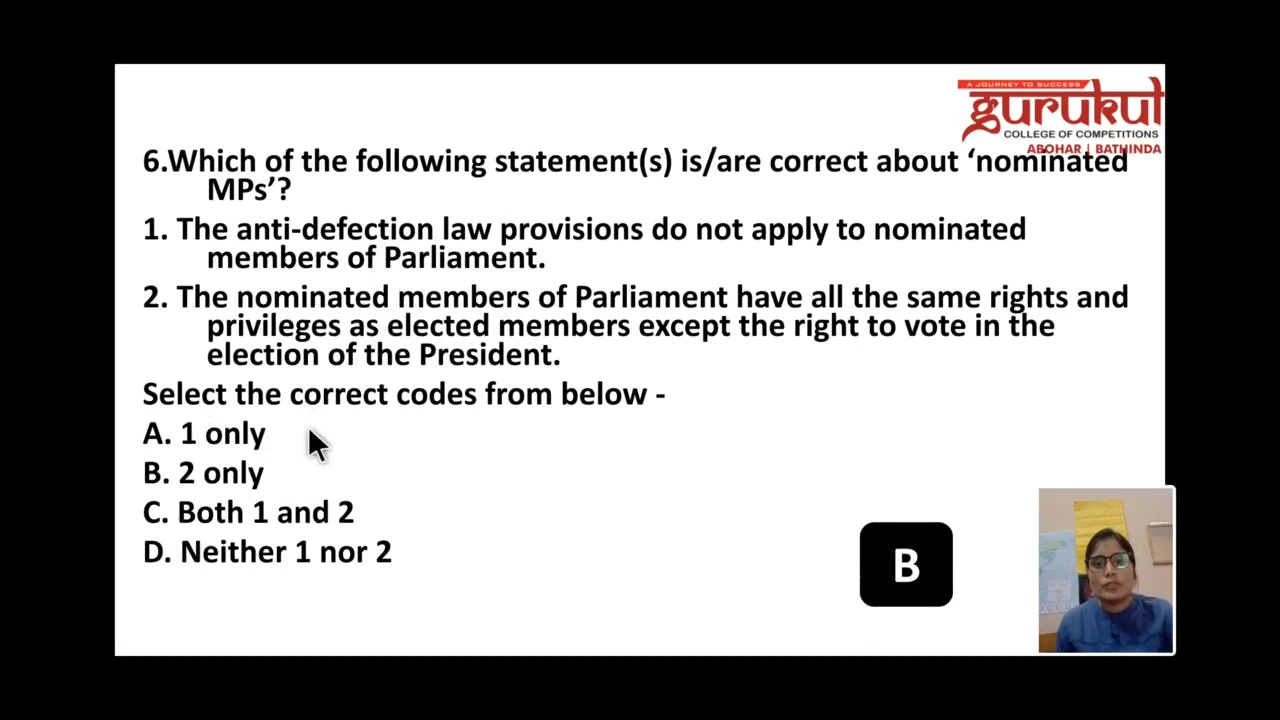 A JOURNEY TO SUCCESS
gurukul
COLLEGE OF COMPETITIONS
ABOHAR | BATHINDA
6.Which of the following statement(s) is/are correct about ‘nominated
MPs’?
1. The anti-defection law provisions do not apply to nominated
members of Parliament.
2. The nominated members of Parliament have all the same rights and
privileges as elected members except the right to vote in the
election of the President.
Select the correct codes from below -
A. 1 only
B. 2 only
C. Both 1 and 2
D. Neither 1 nor 2
B